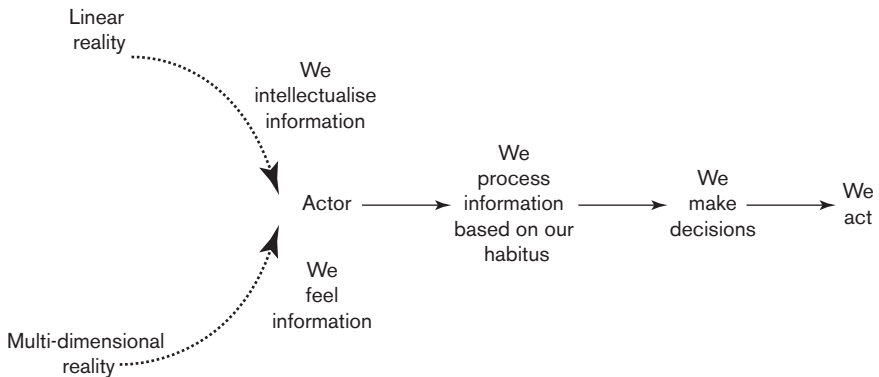 Linear
reality
We
intellectualise
information
Actor
We
process
information
based on our
habitus
We
make
decisions
We
act
We
feel
information
Multi-dimensional
reality